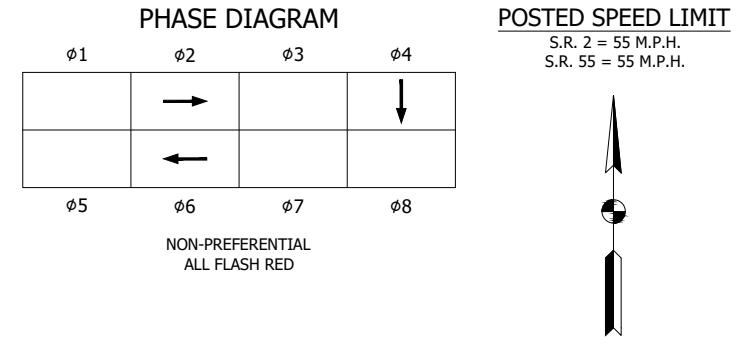 PHASE DIAGRAM
ϕ1 ϕ2 ϕ3 ϕ4
ϕ5 ϕ6 ϕ7 ϕ8
NON-PREFERENTIAL
ALL FLASH RED
POSTED SPEED LIMIT
S.R. 2 = 55 M.P.H.
S.R. 55 = 55 M.P.H.